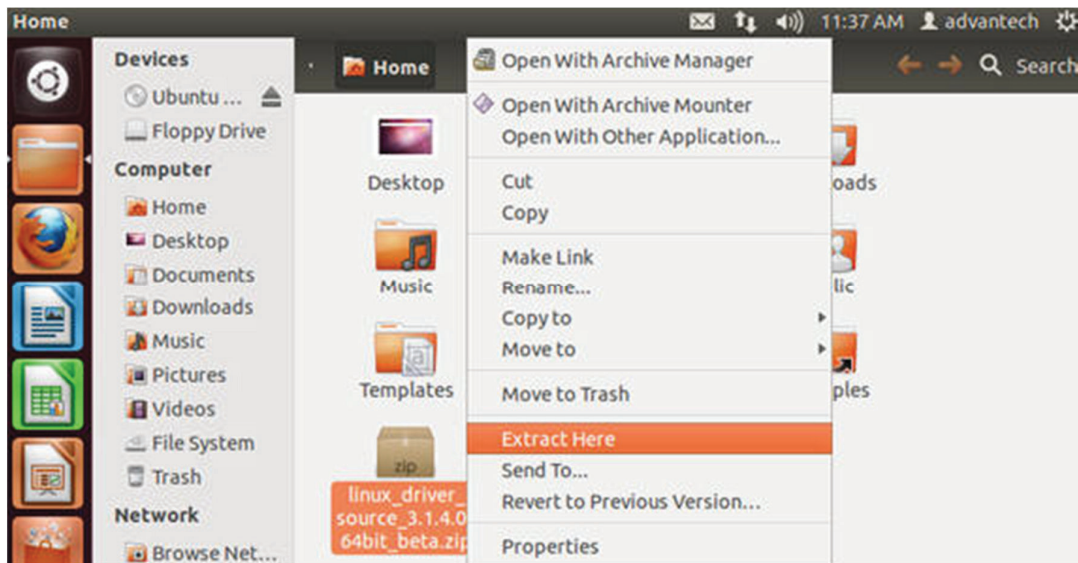 Home
11:37 AM advantech
Devices
Ubuntu ...
Floppy Drive
Computer
Home
Desktop
Documents
Downloads
Music
Pictures
Videos
File System
Trash
Network
Browse Net...
Home
Search
Desktop
oads
Music
lic
Templates
ples
zip
linux_driver_
source_3.1.4.0
64bit_beta.zip
Open With Archive Manager
Open With Archive Mounter
Open With Other Application...
Cut
Copy
Make Link
Rename...
Copy to
Move to
Move to Trash
Extract Here
Send To...
Revert to Previous Version...
Properties